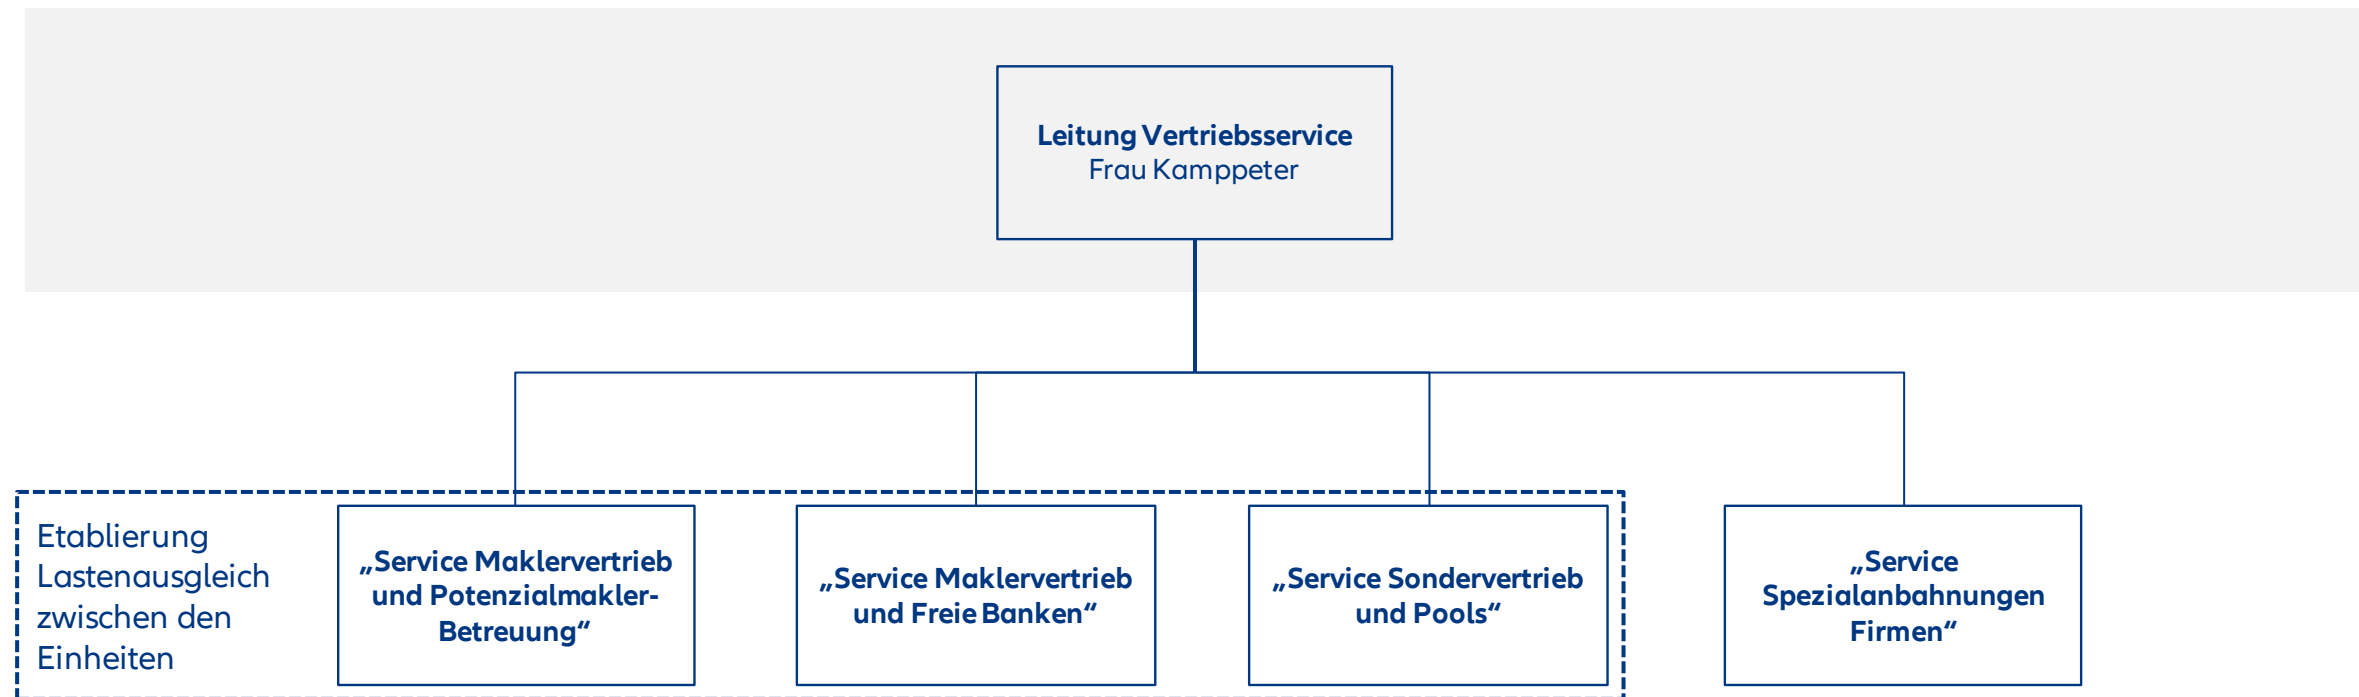 Leitung Vertriebsservice
Frau Kamppeter
Etablierung
Lastenausgleich
zwischen den
Einheiten
„Service Maklervertrieb
und Potenzialmakler-
Betreuung“
„Service Maklervertrieb
und Freie Banken“
„Service Sondervertrieb
und Pools“
„Service
Spezialanbahnungen
Firmen“